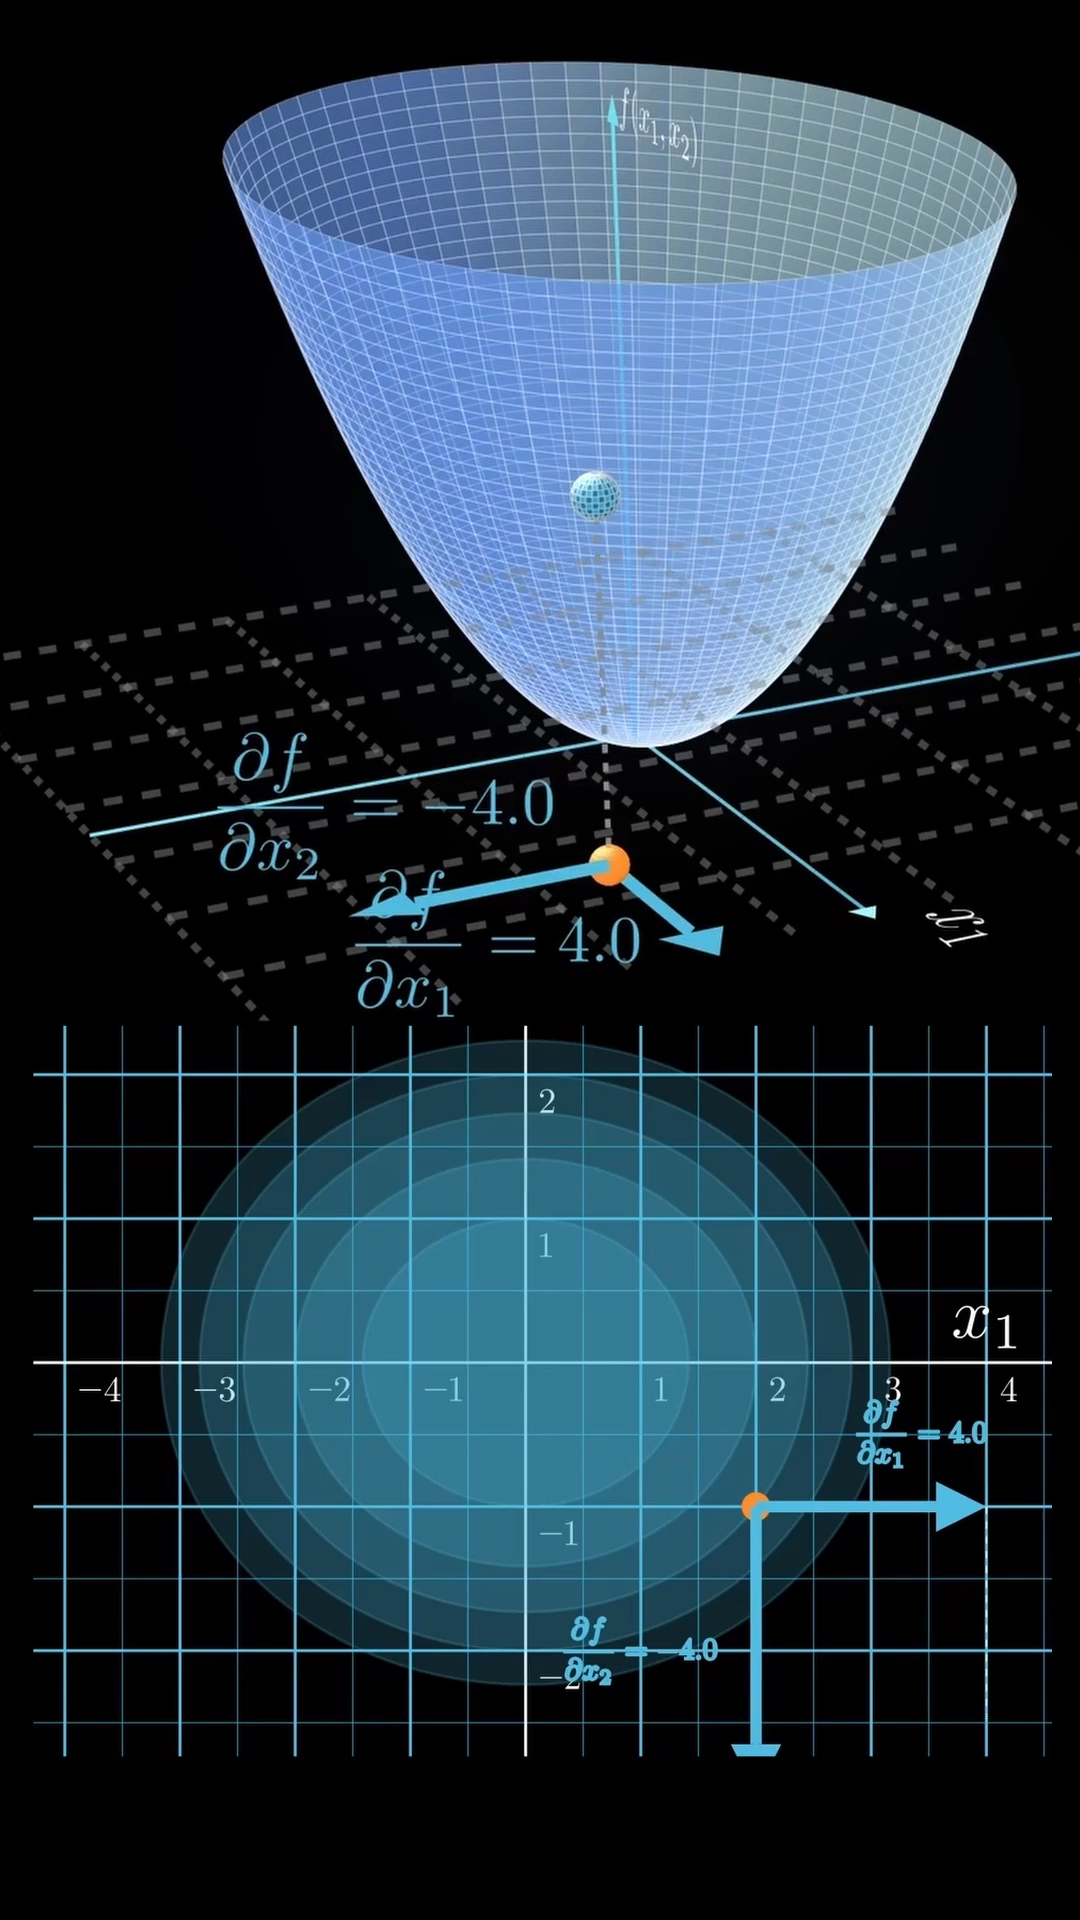 f(x₁,x₂)
∂f/∂x₂ = −4.0
∂f/∂x₁ = 4.0
x1
2
1
x₁
−4 −3 −2 −1 1 2 3 4
∂f/∂x₁ = 4.0
−1
∂f/∂x₂ = −4.0
−2